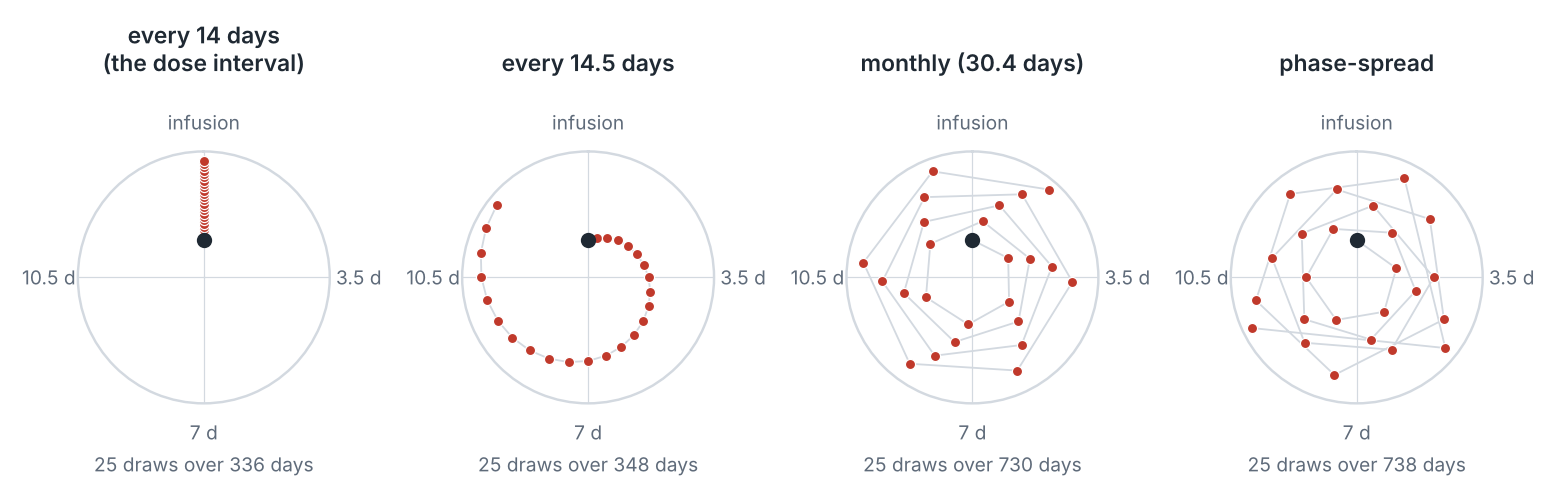 every 14 days
(the dose interval)
infusion
10.5 d
3.5 d
7 d
25 draws over 336 days
every 14.5 days
infusion
10.5 d
3.5 d
7 d
25 draws over 348 days
monthly (30.4 days)
infusion
10.5 d
3.5 d
7 d
25 draws over 730 days
phase-spread
infusion
10.5 d
3.5 d
7 d
25 draws over 738 days